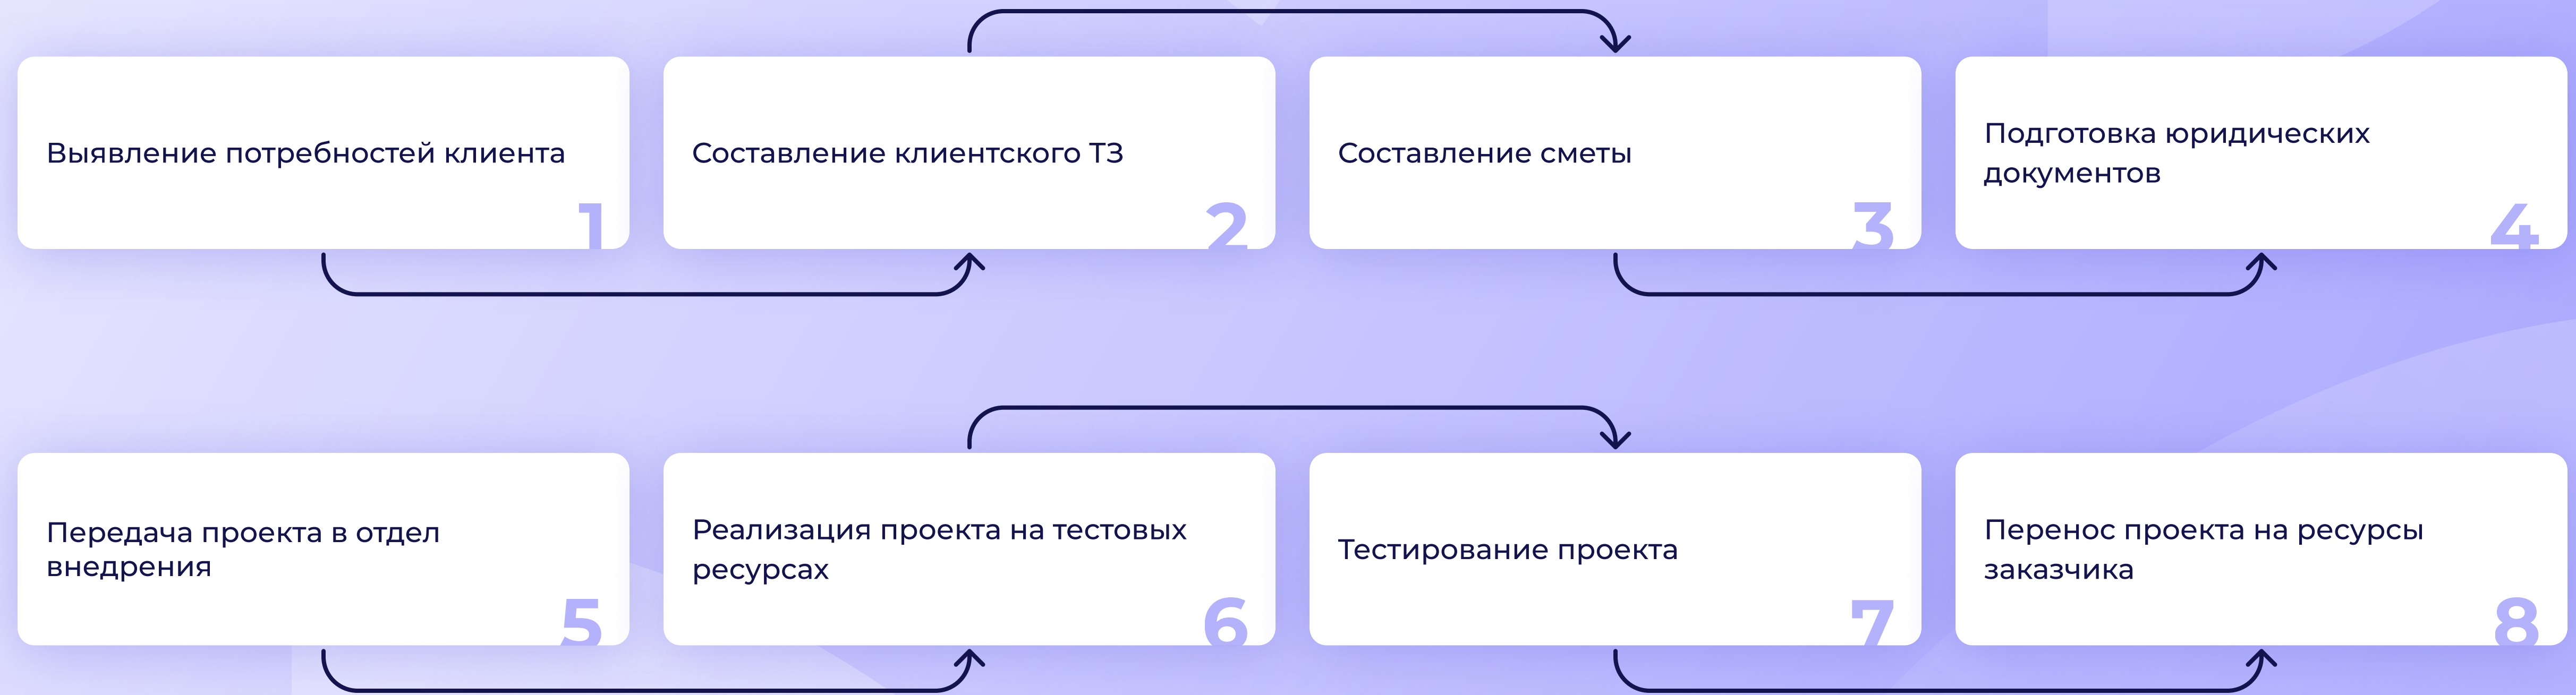 Выявление потребностей клиента
1
Составление клиентского ТЗ
2
Составление сметы
3
Подготовка юридических
документов
4
Передача проекта в отдел
внедрения
5
Реализация проекта на тестовых
ресурсах
6
Тестирование проекта
7
Перенос проекта на ресурсы
заказчика
8